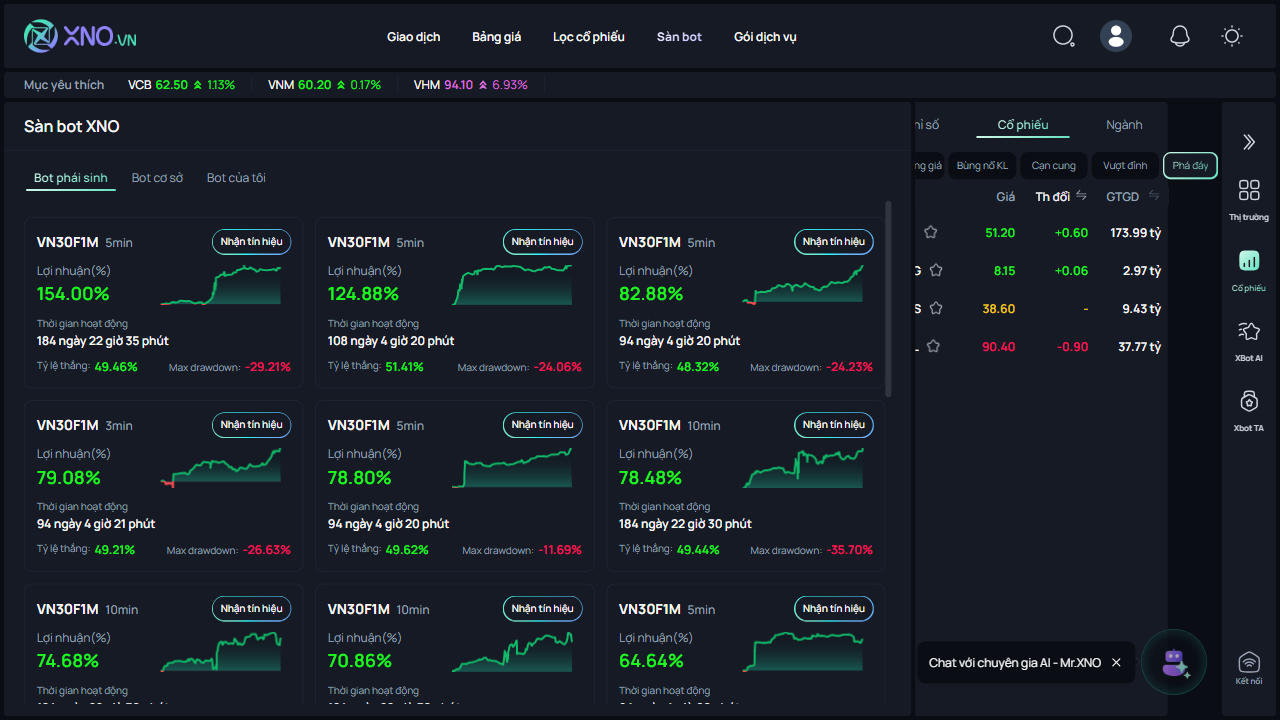 XNO.VN
Giao dịch
Bảng giá
Lọc cổ phiếu
Sàn bot
Gói dịch vụ
Mục yêu thích
VCB 62.50 1.13%
VNM 60.20 0.17%
VHM 94.10 6.93%
Sàn bot XNO
Bot phái sinh
Bot cơ sở
Bot của tôi
VN30F1M 5min
Nhận tín hiệu
Lợi nhuận(%)
154.00%
Thời gian hoạt động
184 ngày 22 giờ 35 phút
Tỷ lệ thắng: 49.46%
Max drawdown: -29.21%
VN30F1M 5min
Nhận tín hiệu
Lợi nhuận(%)
124.88%
Thời gian hoạt động
108 ngày 4 giờ 20 phút
Tỷ lệ thắng: 51.41%
Max drawdown: -24.06%
VN30F1M 5min
Nhận tín hiệu
Lợi nhuận(%)
82.88%
Thời gian hoạt động
94 ngày 4 giờ 20 phút
Tỷ lệ thắng: 48.32%
Max drawdown: -24.23%
VN30F1M 3min
Nhận tín hiệu
Lợi nhuận(%)
79.08%
Thời gian hoạt động
94 ngày 4 giờ 21 phút
Tỷ lệ thắng: 49.21%
Max drawdown: -26.63%
VN30F1M 5min
Nhận tín hiệu
Lợi nhuận(%)
78.80%
Thời gian hoạt động
94 ngày 4 giờ 20 phút
Tỷ lệ thắng: 49.62%
Max drawdown: -11.69%
VN30F1M 10min
Nhận tín hiệu
Lợi nhuận(%)
78.48%
Thời gian hoạt động
184 ngày 22 giờ 30 phút
Tỷ lệ thắng: 49.44%
Max drawdown: -35.70%
VN30F1M 10min
Nhận tín hiệu
Lợi nhuận(%)
74.68%
Thời gian hoạt động
VN30F1M 10min
Nhận tín hiệu
Lợi nhuận(%)
70.86%
Thời gian hoạt động
VN30F1M 5min
Nhận tín hiệu
Lợi nhuận(%)
64.64%
Thời gian hoạt động
số
Cổ phiếu
Ngành
giá
Bùng nổ KL
Cạn cung
Vượt đỉnh
Phá đáy
Giá
Th đổi
GTGD
51.20 +0.60 173.99 tỷ
G 8.15 +0.06 2.97 tỷ
S 38.60 - 9.43 tỷ
90.40 -0.90 37.77 tỷ
Chat với chuyên gia AI - Mr.XNO
Thị trường
Cổ phiếu
XBot AI
Xbot TA
Kết nối